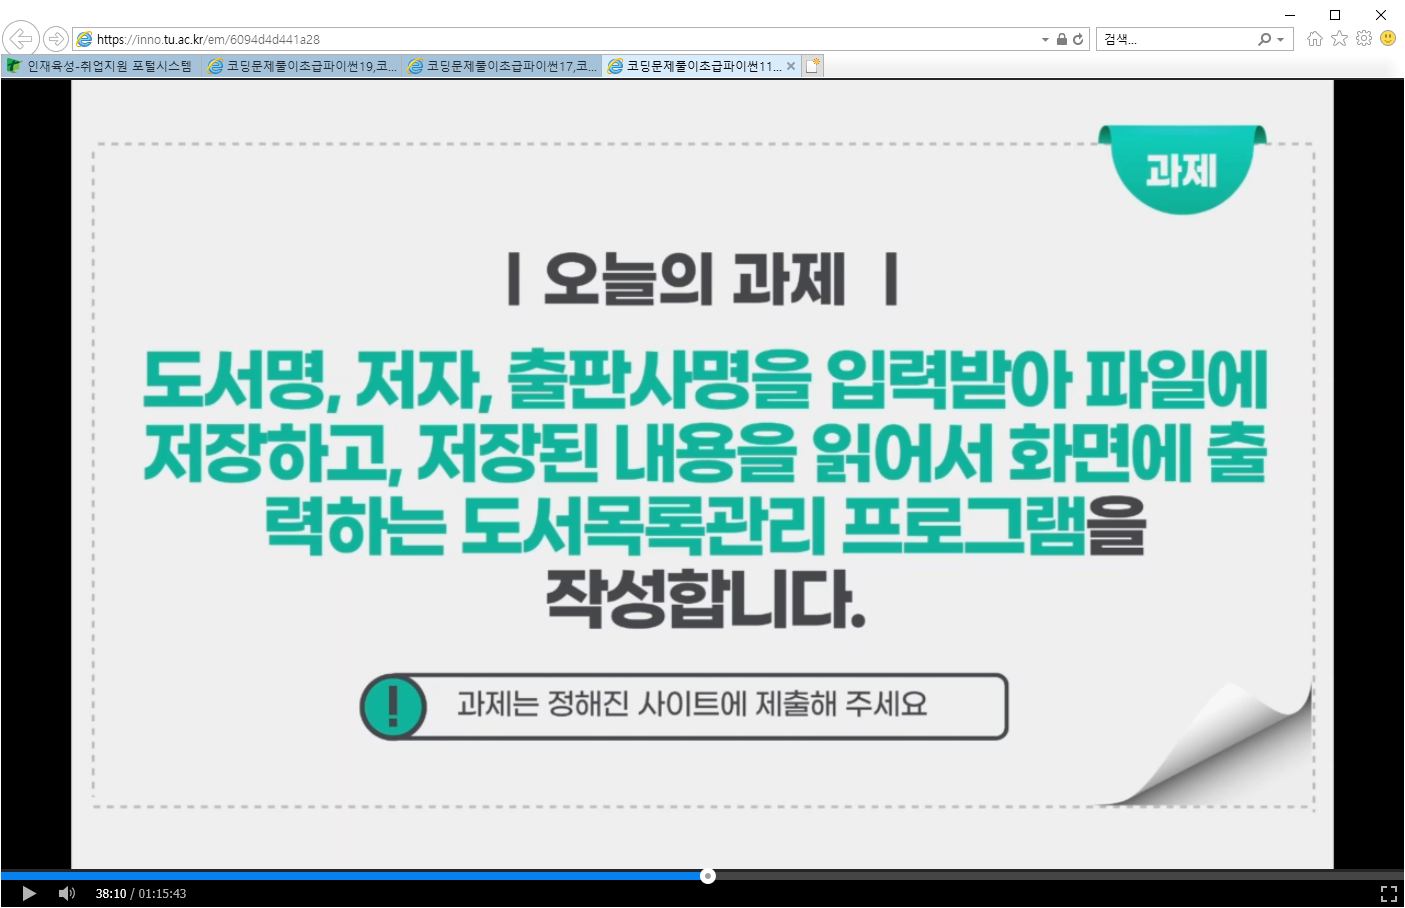 https://inno.tu.ac.kr/em/6094d4d441a28
검색...
인재육성-취업지원 포털시스템
코딩문제풀이초급파이썬19,코...
코딩문제풀이초급파이썬17,코...
코딩문제풀이초급파이썬11...
과제
| 오늘의 과제 |
도서명, 저자, 출판사명을 입력받아 파일에
저장하고, 저장된 내용을 읽어서 화면에 출
력하는 도서목록관리 프로그램을
작성합니다.
! 과제는 정해진 사이트에 제출해 주세요
38:10 / 01:15:43